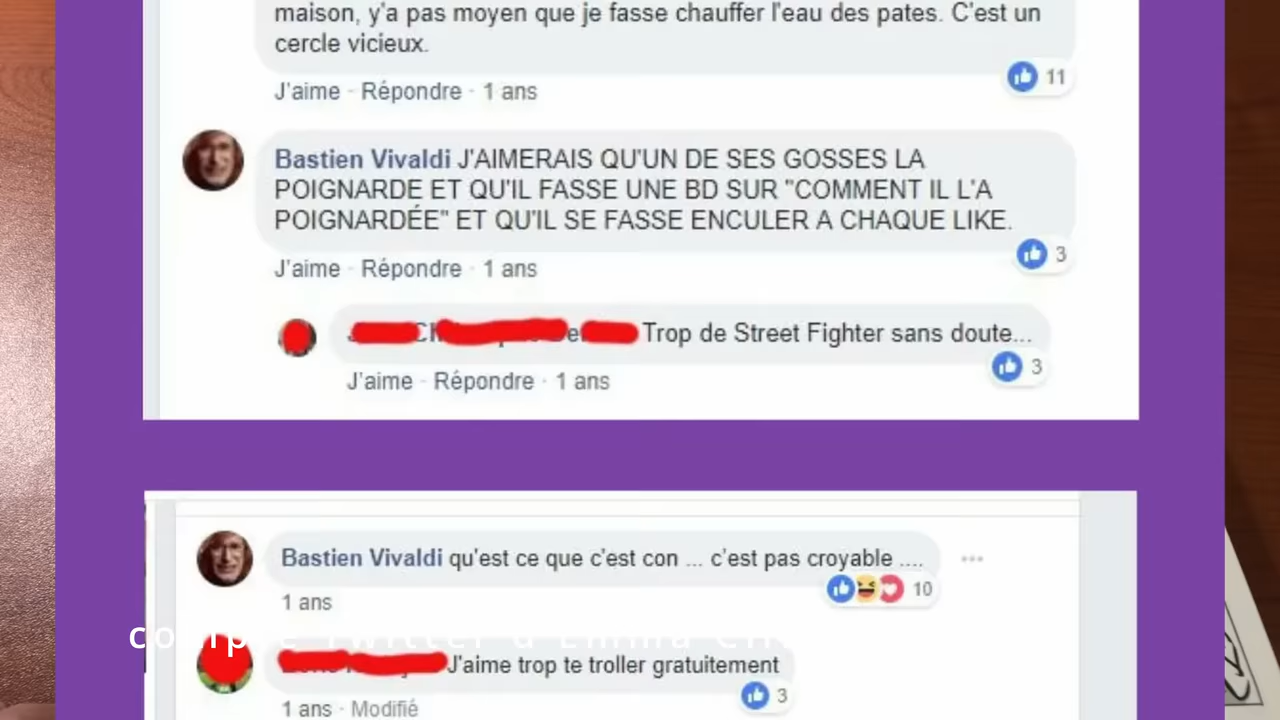 maison, y'a pas moyen que je fasse chauffer l'eau des pates. C'est un
cercle vicieux.
11
J'aime · Répondre · 1 ans
Bastien Vivaldi J'AIMERAIS QU'UN DE SES GOSSES LA
POIGNARDE ET QU'IL FASSE UNE BD SUR "COMMENT IL L'A
POIGNARDÉE" ET QU'IL SE FASSE ENCULER A CHAQUE LIKE.
3
J'aime · Répondre · 1 ans
Trop de Street Fighter sans doute...
3
J'aime · Répondre · 1 ans
Bastien Vivaldi qu'est ce que c'est con ... c'est pas croyable ....
10
1 ans
compte Twitter d'Emma
J'aime trop te troller gratuitement
3
1 ans · Modifié